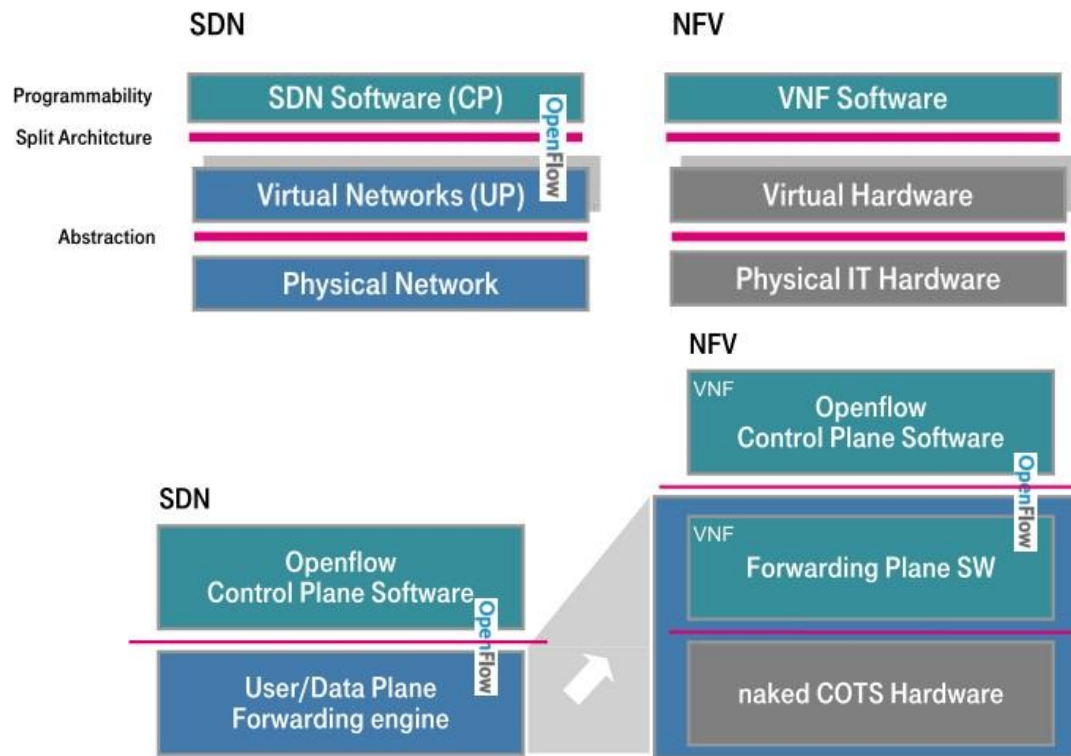 SDN
NFV
Programmability
SDN Software (CP)
VNF Software
Split Architcture
OpenFlow
Virtual Networks (UP)
Virtual Hardware
Abstraction
Physical Network
Physical IT Hardware
NFV
VNF
Openflow
Control Plane Software
OpenFlow
SDN
VNF
Forwarding Plane SW
Openflow
Control Plane Software
OpenFlow
User/Data Plane
Forwarding engine
naked COTS Hardware